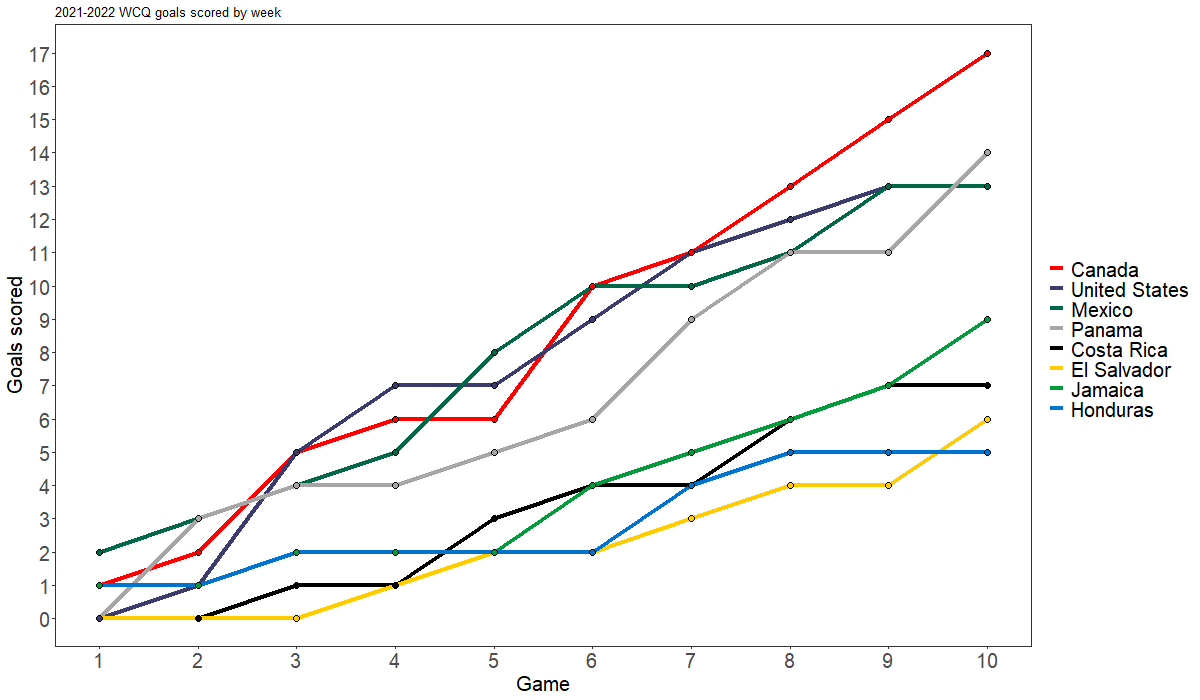 2021-2022 WCQ goals scored by week
17
16
15
14
13
12
11
10
9
8
7
6
5
4
3
2
1
0
Goals scored
1 2 3 4 5 6 7 8 9 10
Game
Canada
United States
Mexico
Panama
Costa Rica
El Salvador
Jamaica
Honduras